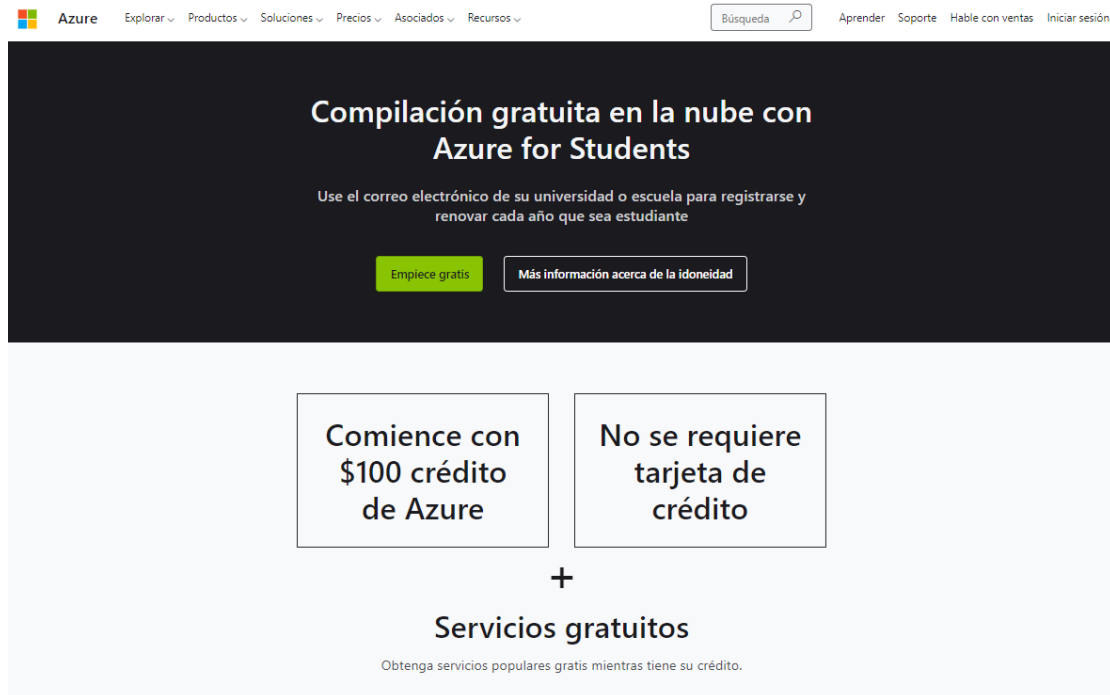 Azure Explorar Productos Soluciones Precios Asociados Recursos Búsqueda Aprender Soporte Hable con ventas Iniciar sesión
Compilación gratuita en la nube con
Azure for Students
Use el correo electrónico de su universidad o escuela para registrarse y
renovar cada año que sea estudiante
Empiece gratis Más información acerca de la idoneidad
Comience con
$100 crédito
de Azure
No se requiere
tarjeta de
crédito
+
Servicios gratuitos
Obtenga servicios populares gratis mientras tiene su crédito.